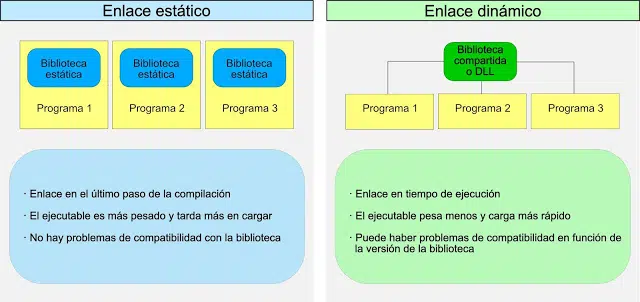 Enlace estático
Biblioteca
estática
Biblioteca
estática
Biblioteca
estática
Programa 1
Programa 2
Programa 3
· Enlace en el último paso de la compilación
· El ejecutable es más pesado y tarda más en cargar
· No hay problemas de compatibilidad con la biblioteca
Enlace dinámico
Biblioteca
compartida
o DLL
Programa 1
Programa 2
Programa 3
· Enlace en tiempo de ejecución
· El ejecutable pesa menos y carga más rápido
· Puede haber problemas de compatibilidad en función de
la versión de la biblioteca